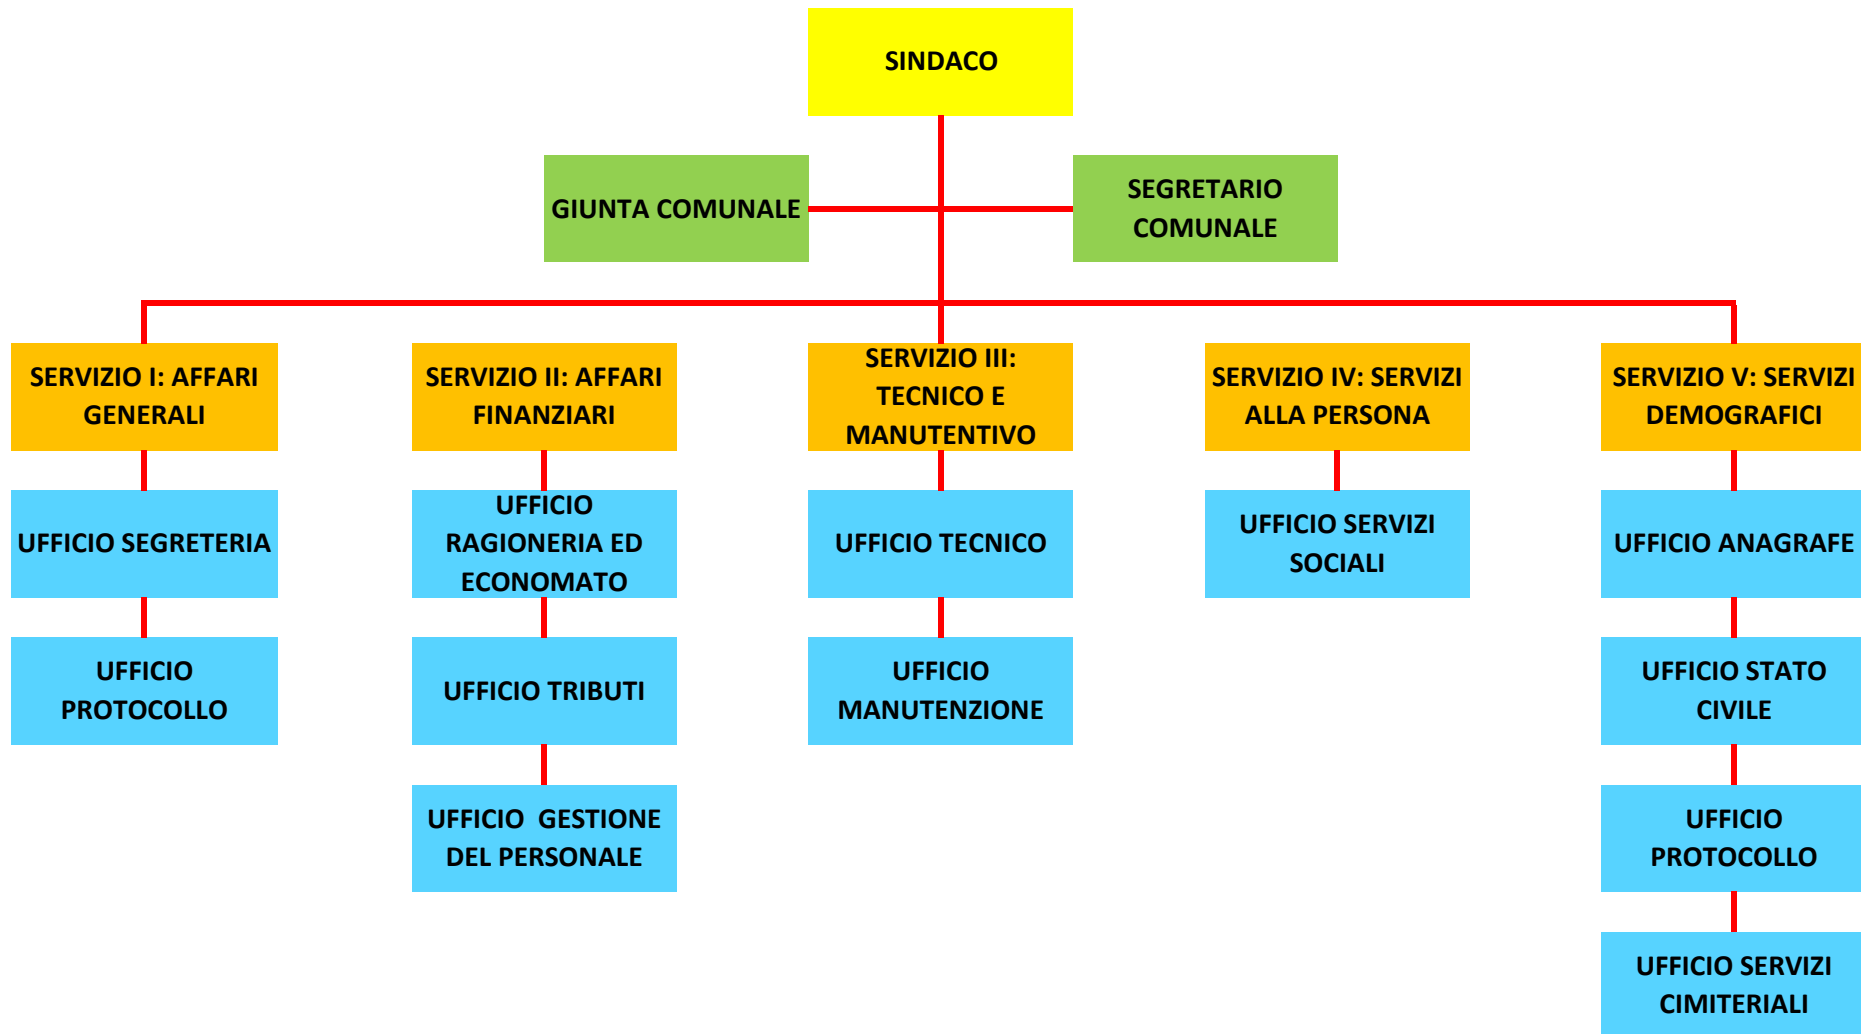 SINDACO
GIUNTA COMUNALE
SEGRETARIO
COMUNALE
SERVIZIO I: AFFARI
GENERALI
SERVIZIO II: AFFARI
FINANZIARI
SERVIZIO III:
TECNICO E
MANUTENTIVO
SERVIZIO IV: SERVIZI
ALLA PERSONA
SERVIZIO V: SERVIZI
DEMOGRAFICI
UFFICIO SEGRETERIA
UFFICIO
RAGIONERIA ED
ECONOMATO
UFFICIO TECNICO
UFFICIO SERVIZI
SOCIALI
UFFICIO ANAGRAFE
UFFICIO
PROTOCOLLO
UFFICIO TRIBUTI
UFFICIO
MANUTENZIONE
UFFICIO STATO
CIVILE
UFFICIO  GESTIONE
DEL PERSONALE
UFFICIO
PROTOCOLLO
UFFICIO SERVIZI
CIMITERIALI